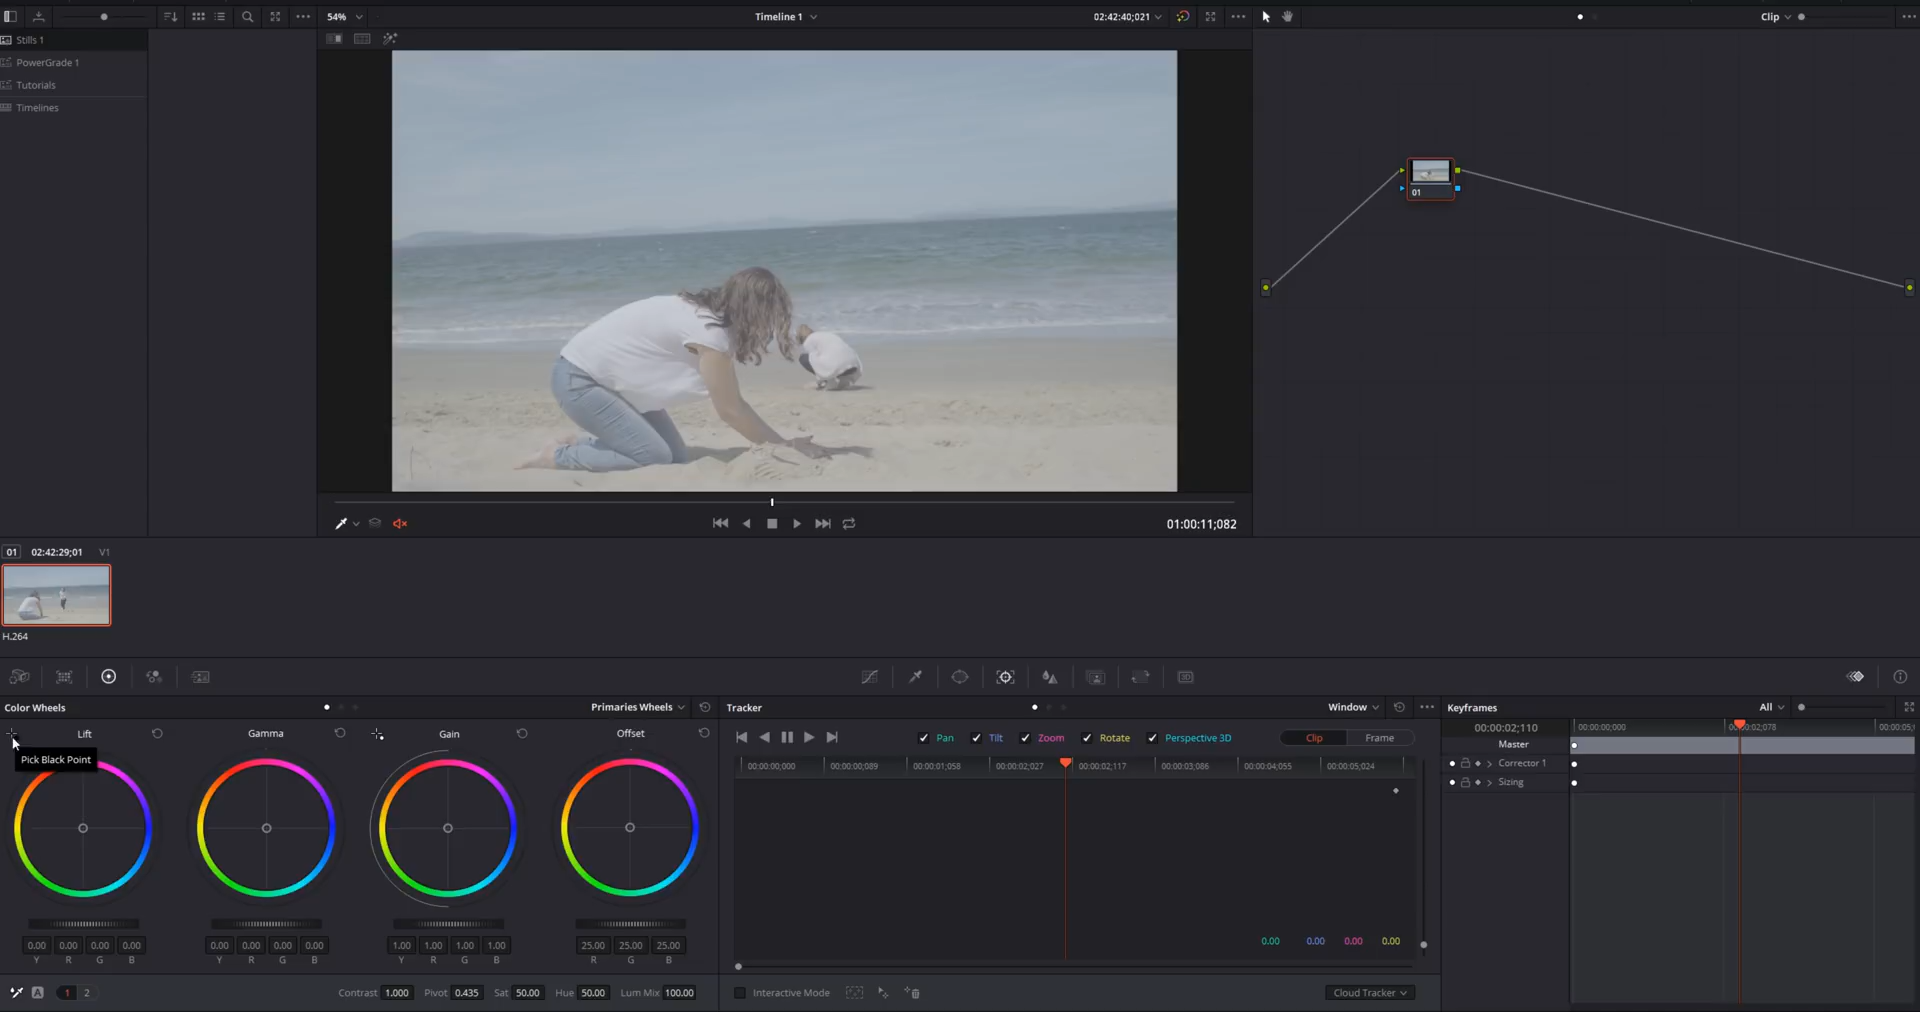 54%
Timeline 1
02:42:40;021
Clip
Stills 1
PowerGrade 1
Tutorials
Timelines
01
01:00:11;082
01 02:42:29;01 V1
H.264
Color Wheels
Primaries Wheels
Tracker
Window
Keyframes
All
Lift
Gamma
Gain
Offset
Pick Black Point
Pan
Tilt
Zoom
Rotate
Perspective 3D
Clip
Frame
00:00:02;110
00:00:00;000
00:00:02;078
Master
Corrector 1
Sizing
00:00:00;000
00:00:00;089
00:00:01;058
00:00:02;027
00:00:02;117
00:00:03;086
00:00:04;055
00:00:05;024
0.00 0.00 0.00 0.00
0.00 0.00 0.00 0.00
0.00 0.00 0.00 0.00
1.00 1.00 1.00 1.00
25.00 25.00 25.00
Y R G B
Y R G B
Y R G B
R G B
A
1
2
Contrast 1.000
Pivot 0.435
Sat 50.00
Hue 50.00
Lum Mix 100.00
Interactive Mode
Cloud Tracker
3D